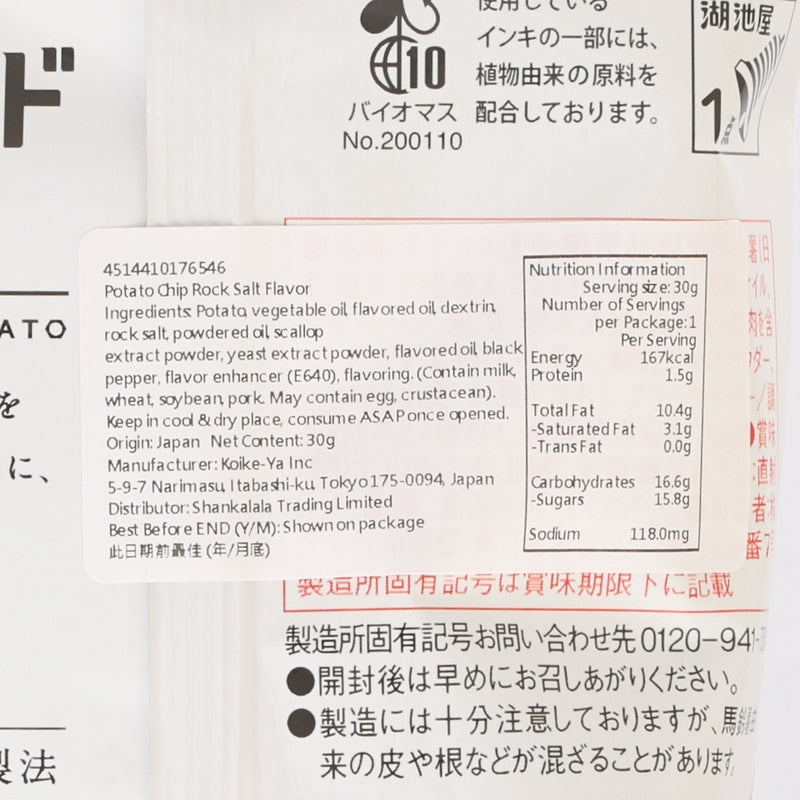 ド
ATO
を
に、
製法
使用している
インキの一部には、
植物由来の原料を
配合しております。
10
バイオマス
No.200110
湖池屋
4514410176546
Potato Chip Rock Salt Flavor
Ingredients: Potato, vegetable oil, flavored oil, dextrin,
rock salt, powdered oil, scallop
extract powder, yeast extract powder, flavored oil, black
pepper, flavor enhancer (E640), flavoring. (Contain milk,
wheat, soybean, pork. May contain egg, crustacean).
Keep in cool & dry place, consume ASAP once opened.
Origin: Japan Net Content: 30g
Manufacturer: Koike-Ya Inc
5-9-7 Narimasu, Itabashi-ku, Tokyo 175-0094, Japan
Distributor: Shankalala Trading Limited
Best Before END (Y/M): Shown on package
此日期前最佳 (年/月底)
Nutrition Information
Serving size: 30g
Number of Servings
per Package:1
Per Serving
Energy 167kcal
Protein 1.5g
Total Fat 10.4g
-Saturated Fat 3.1g
-Trans Fat 0.0g
Carbohydrates 16.6g
-Sugars 15.8g
Sodium 118.0mg
製造所固有記号は賞味期限下に記載
製造所固有記号お問い合わせ先 0120-941-
●開封後は早めにお召しあがりください。
●製造には十分注意しておりますが、馬鈴薯由
来の皮や根などが混ざることがあります。